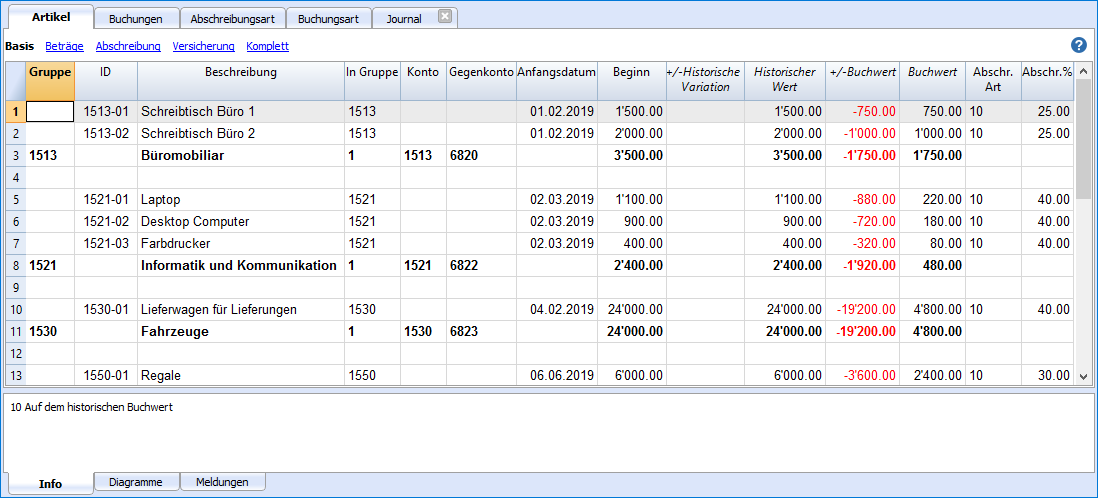 Artikel Buchungen Abschreibungsart Buchungsart Journal
Basis Beträge Abschreibung Versicherung Komplett ?
Gruppe ID Beschreibung In Gruppe Konto Gegenkonto Anfangsdatum Beginn +/-Historische Variation Historischer Wert +/-Buchwert Buchwert Abschr. Art Abschr.%
1 1513-01 Schreibtisch Büro 1 1513 01.02.2019 1'500.00 1'500.00 -750.00 750.00 10 25.00
2 1513-02 Schreibtisch Büro 2 1513 01.02.2019 2'000.00 2'000.00 -1'000.00 1'000.00 10 25.00
3 1513 Büromobiliar 1 1513 6820 3'500.00 3'500.00 -1'750.00 1'750.00
4
5 1521-01 Laptop 1521 02.03.2019 1'100.00 1'100.00 -880.00 220.00 10 40.00
6 1521-02 Desktop Computer 1521 02.03.2019 900.00 900.00 -720.00 180.00 10 40.00
7 1521-03 Farbdrucker 1521 02.03.2019 400.00 400.00 -320.00 80.00 10 40.00
8 1521 Informatik und Kommunikation 1 1521 6822 2'400.00 2'400.00 -1'920.00 480.00
9
10 1530-01 Lieferwagen für Lieferungen 1530 04.02.2019 24'000.00 24'000.00 -19'200.00 4'800.00 10 40.00
11 1530 Fahrzeuge 1 1530 6823 24'000.00 24'000.00 -19'200.00 4'800.00
12
13 1550-01 Regale 1550 06.06.2019 6'000.00 6'000.00 -3'600.00 2'400.00 10 30.00
10 Auf dem historischen Buchwert
Info Diagramme Meldungen